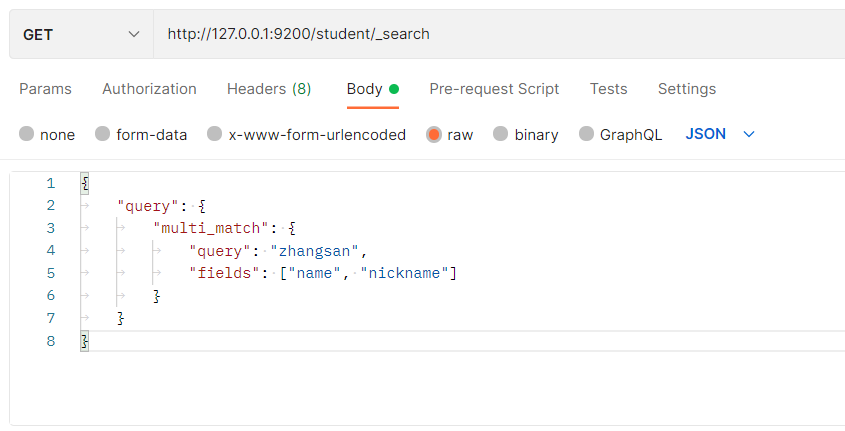 GET http://127.0.0.1:9200/student/_search
Params Authorization Headers (8) Body Pre-request Script Tests Settings
none form-data x-www-form-urlencoded raw binary GraphQL JSON
1 {
2 "query": {
3 "multi_match": {
4 "query": "zhangsan",
5 "fields": ["name", "nickname"]
6 }
7 }
8 }